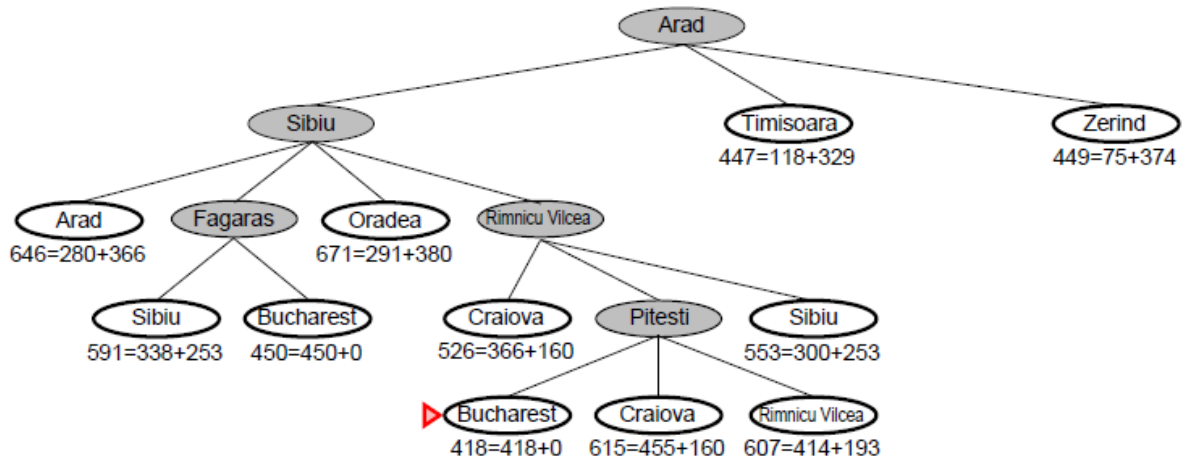 Arad
Sibiu
Timisoara
Zerind
447=118+329
449=75+374
Arad
Fagaras
Oradea
Rimnicu Vilcea
646=280+366
671=291+380
Sibiu
Bucharest
Craiova
Pitesti
Sibiu
591=338+253
450=450+0
526=366+160
553=300+253
Bucharest
Craiova
Rimnicu Vilcea
418=418+0
615=455+160
607=414+193